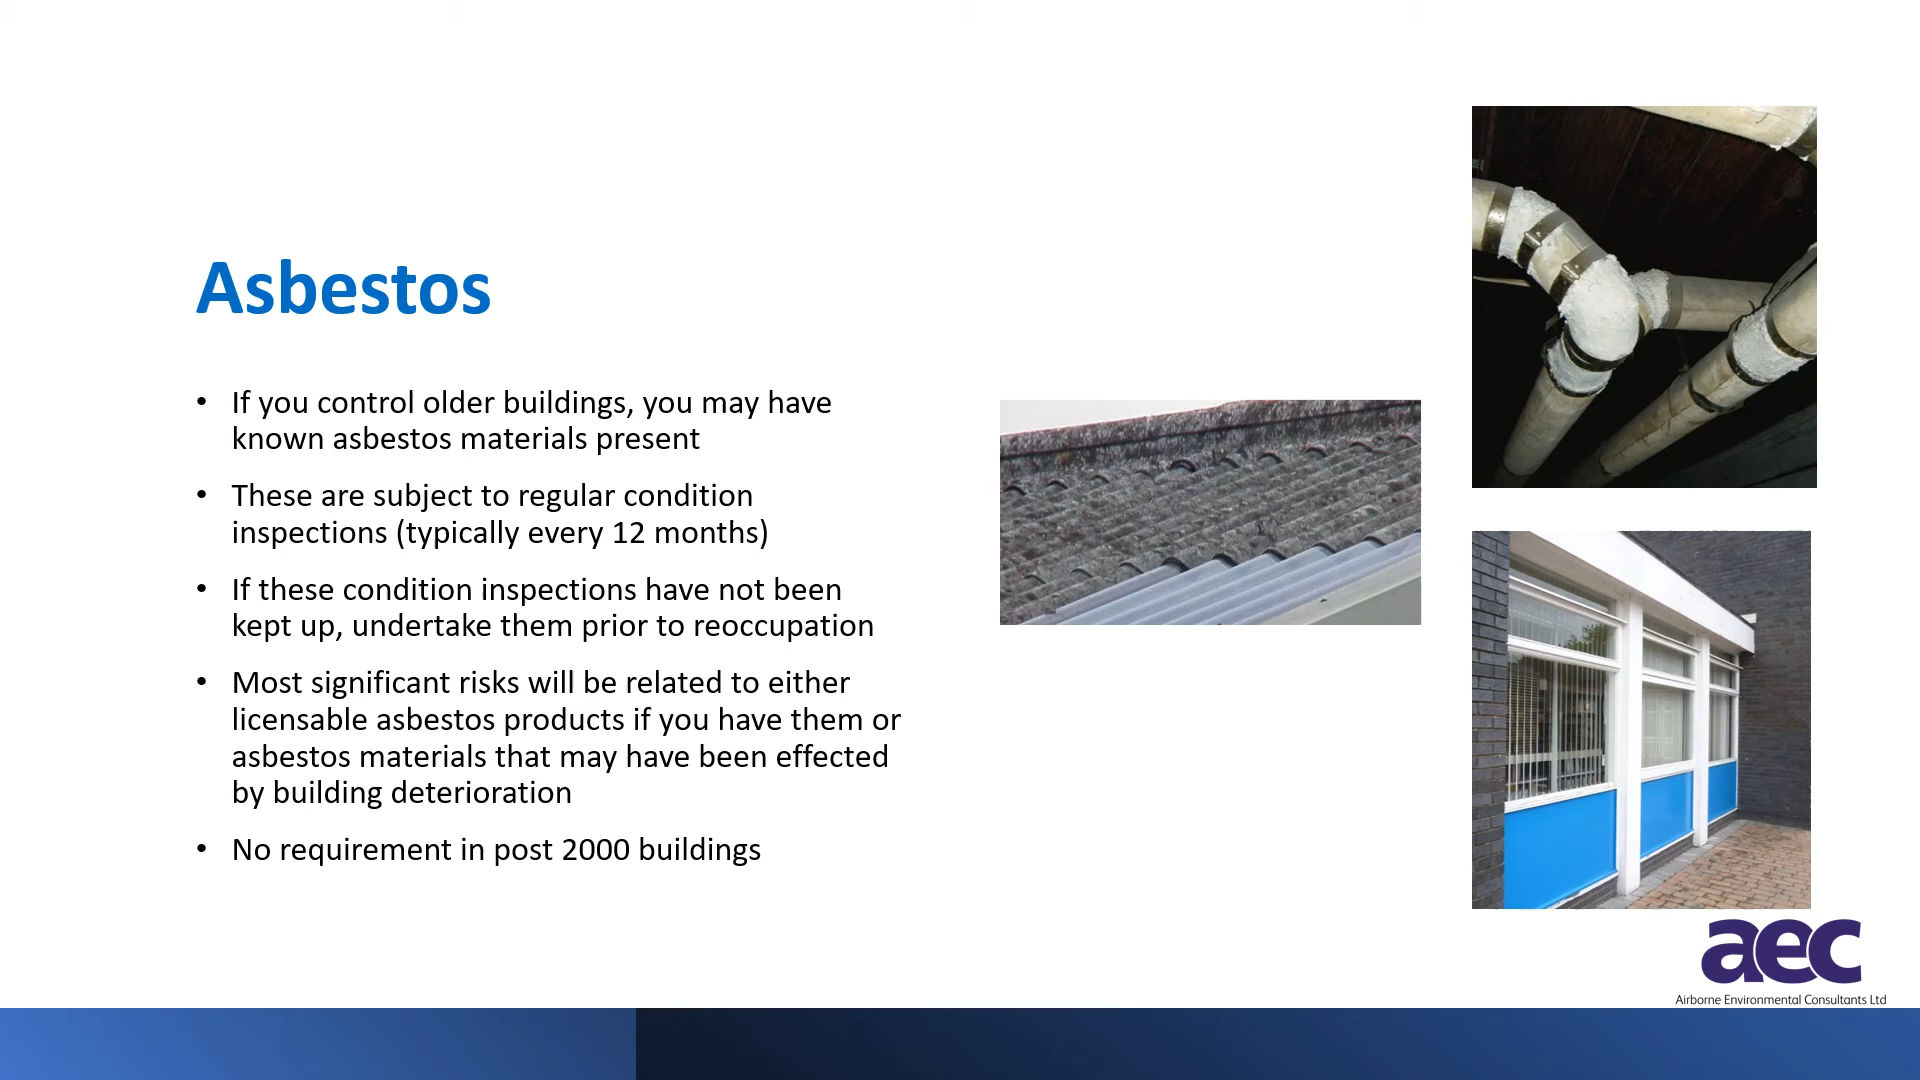 Asbestos
• If you control older buildings, you may have
known asbestos materials present
• These are subject to regular condition
inspections (typically every 12 months)
• If these condition inspections have not been
kept up, undertake them prior to reoccupation
• Most significant risks will be related to either
licensable asbestos products if you have them or
asbestos materials that may have been effected
by building deterioration
• No requirement in post 2000 buildings
aec
Airborne Environmental Consultants Ltd